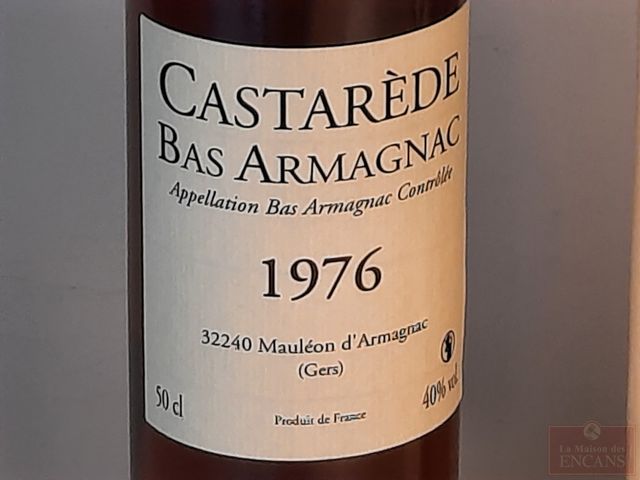 CASTARÈDE
BAS ARMAGNAC
Appellation Bas Armagnac Contrôlée
1976
32240 Mauléon d'Armagnac
(Gers)
50 cl
40% vol.
Produit de France
La Maison des
ENCANS